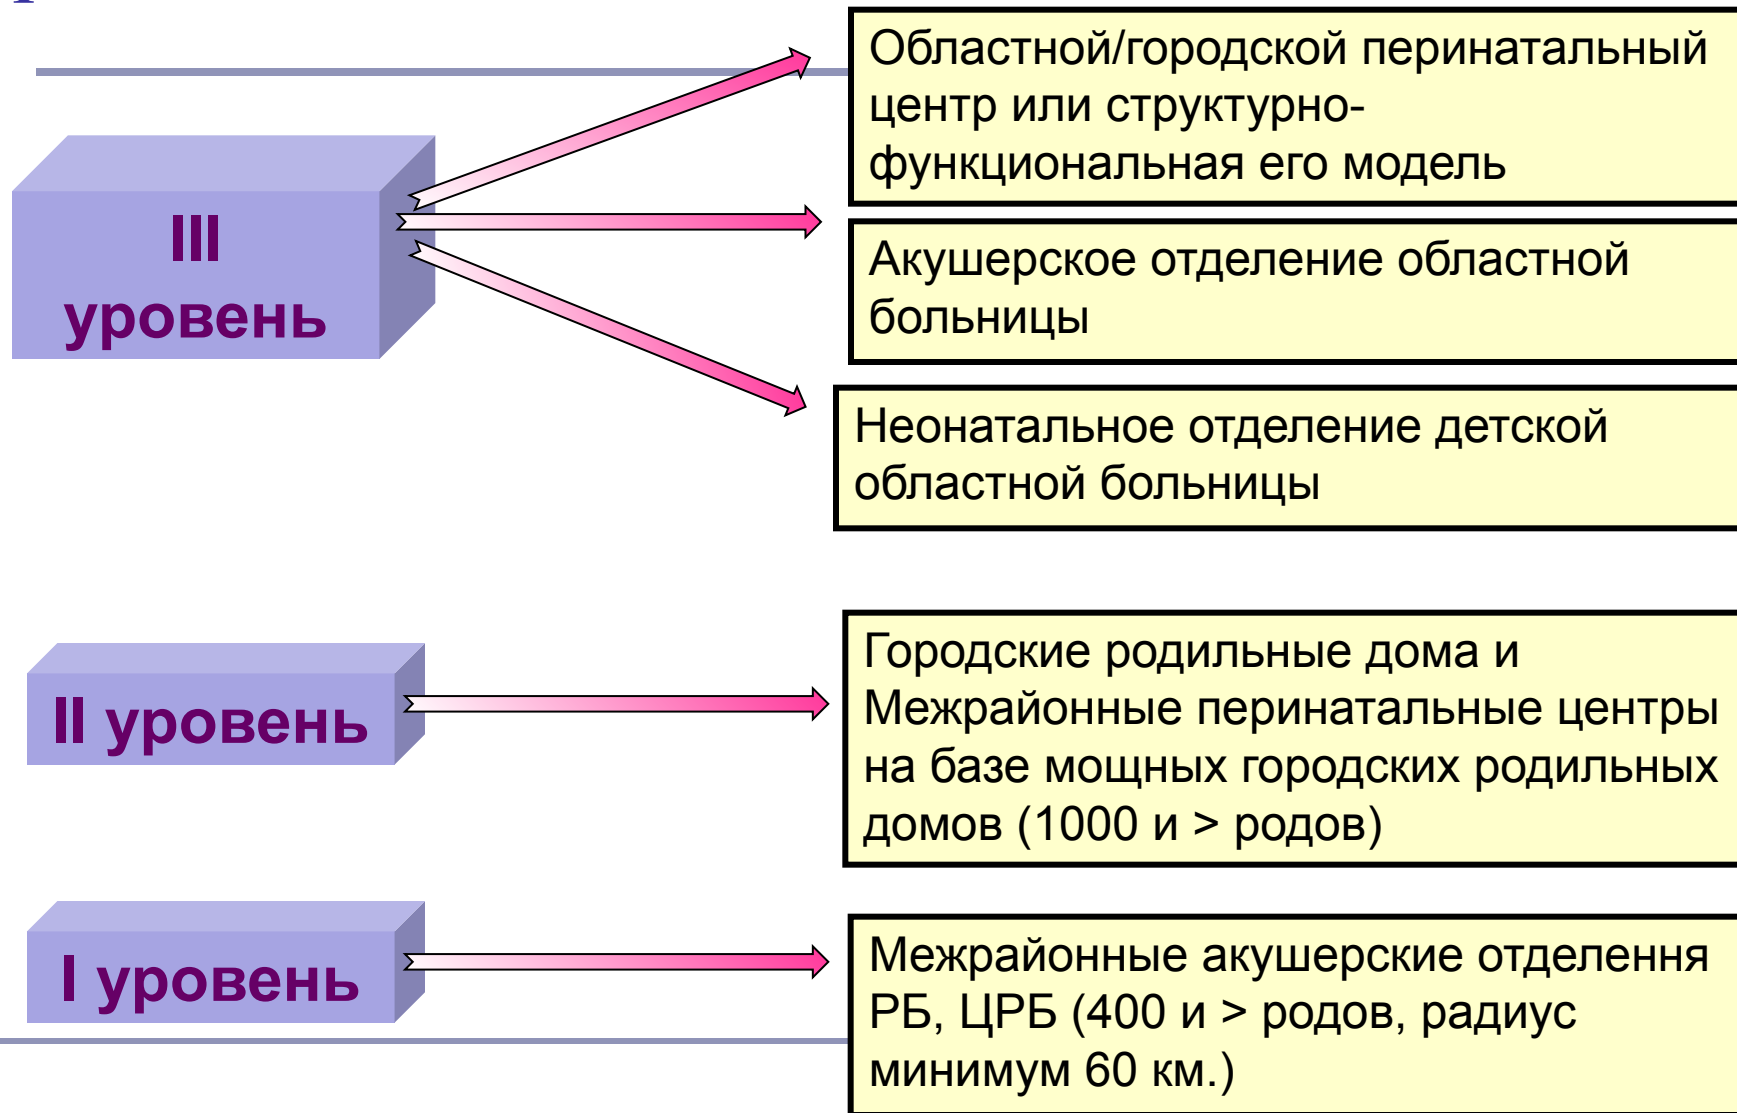 Областной/городской перинатальный
центр или структурно-
функциональная его модель
III
уровень
Акушерское отделение областной
больницы
Неонатальное отделение детской
областной больницы
Городские родильные дома и
Межрайонные перинатальные центры
на базе мощных городских родильных
домов (1000 и > родов)
II уровень
Межрайонные акушерские отделення
РБ, ЦРБ (400 и > родов, радиус
минимум 60 км.)
I уровень